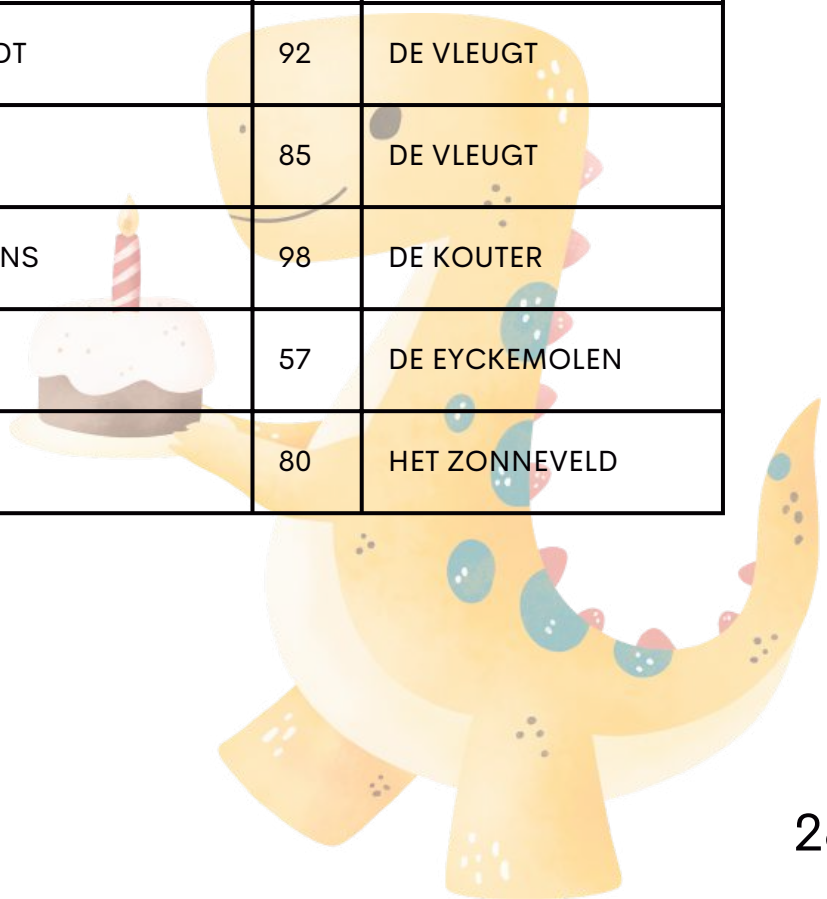 DT 92 DE VLEUGT
85 DE VLEUGT
NS 98 DE KOUTER
57 DE EYCKEMOLEN
80 HET ZONNEVELD
2